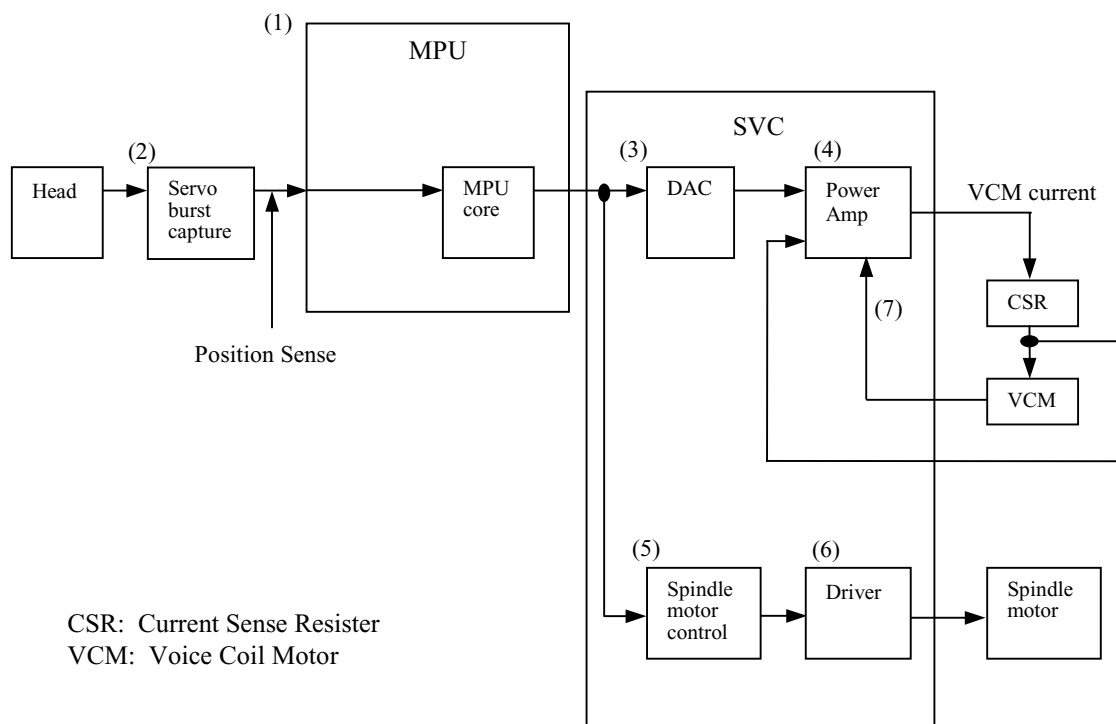 (1)
MPU
SVC
(2)
(3)
(4)
Head
Servo
burst
capture
MPU
core
DAC
Power
Amp
VCM current
(7)
CSR
Position Sense
VCM
(5)
(6)
Spindle
motor
control
Driver
Spindle
motor
CSR: Current Sense Resister
VCM: Voice Coil Motor